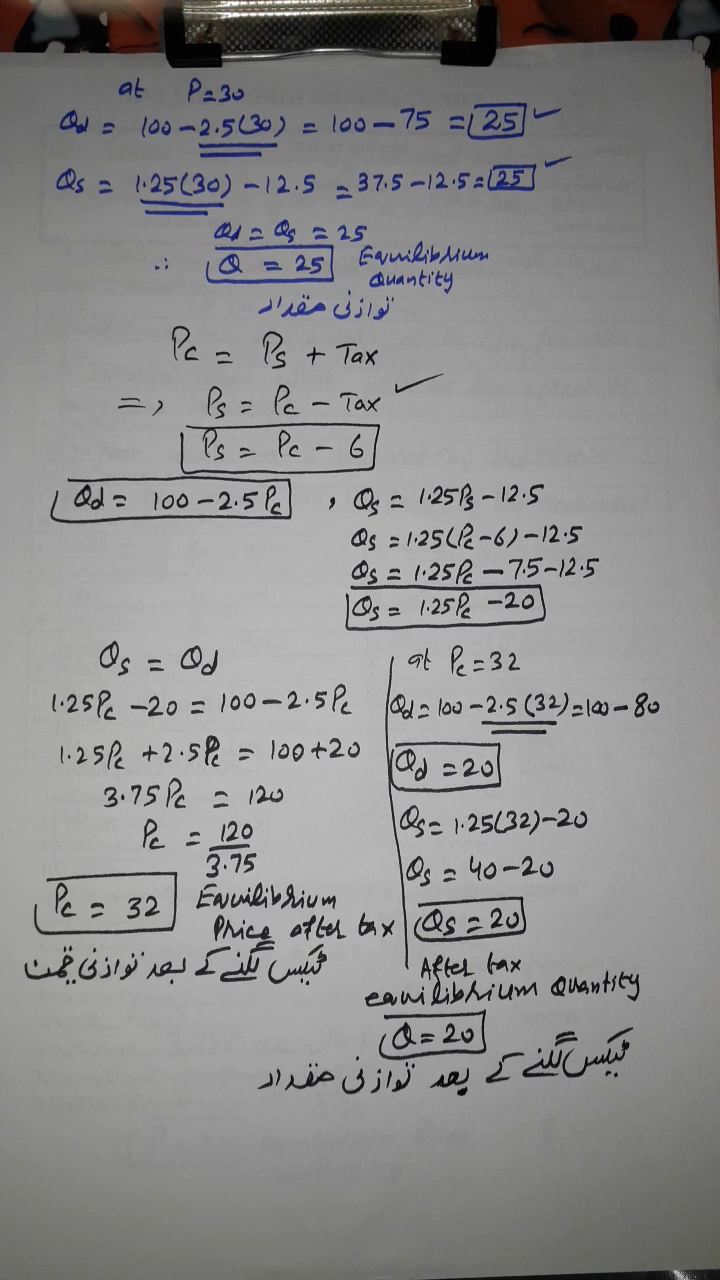 at P=30
Qd = 100-2.5(30) = 100-75 = 25 ✓
Qs = 1.25(30)-12.5 = 37.5-12.5=25 ✓
Qd = Qs = 25
∴ Q = 25 Equilibrium
Quantity
توازنی مقدار
Pc = Ps + Tax
=> Ps = Pc - Tax ✓
Ps = Pc - 6
Qd = 100-2.5Pc , Qs = 1.25Ps-12.5
Qs = 1.25(Pc-6)-12.5
Qs = 1.25Pc-7.5-12.5
Qs = 1.25Pc-20
Qs = Qd
1.25Pc -20 = 100-2.5Pc
1.25Pc +2.5Pc = 100+20
3.75Pc = 120
Pc = 120/3.75
Pc = 32 Equilibrium
Price after tax
ٹیکس لگنے کے بعد توازنی قیمت
at Pc=32
Qd=100-2.5(32)=100-80
Qd=20
Qs=1.25(32)-20
Qs=40-20
Qs=20
After tax
equilibrium Quantity
Q=20
ٹیکس لگنے کے بعد توازنی مقدار